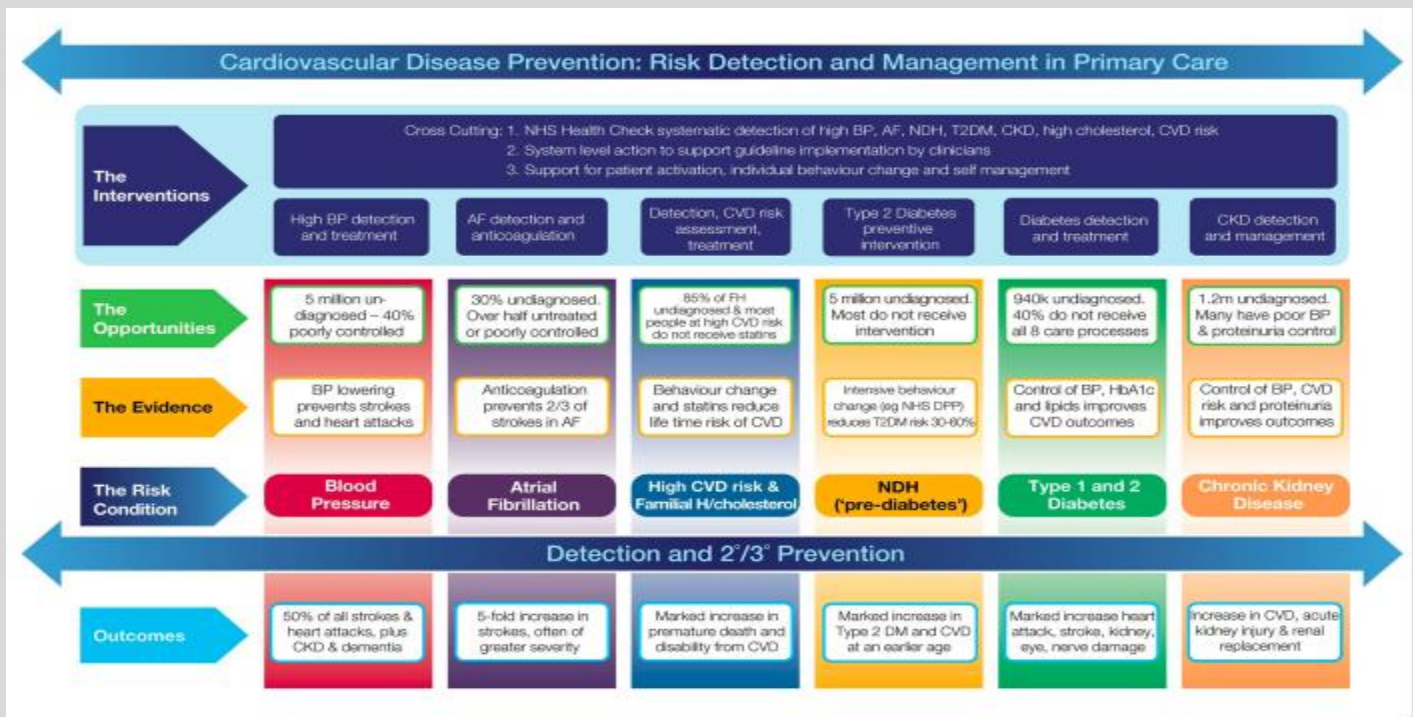 Cardiovascular Disease Prevention: Risk Detection and Management in Primary Care
The
Interventions
Cross Cutting: 1. NHS Health Check systematic detection of high BP, AF, NDH, T2DM, CKD, high cholesterol, CVD risk
2. System level action to support guideline implementation by clinicians
3. Support for patient activation, individual behaviour change and self management
High BP detection
and treatment
AF detection and
anticoagulation
Detection, CVD risk
assessment,
treatment
Type 2 Diabetes
preventive
intervention
Diabetes detection
and treatment
CKD detection
and management
The
Opportunities
5 million un-
diagnosed – 40%
poorly controlled
30% undiagnosed.
Over half untreated
or poorly controlled
85% of FH
undiagnosed & most
people at high CVD risk
do not receive statins
5 million undiagnosed.
Most do not receive
intervention
940k undiagnosed.
40% do not receive
all 8 care processes
1.2m undiagnosed.
Many have poor BP
& proteinuria control
The Evidence
BP lowering
prevents strokes
and heart attacks
Anticoagulation
prevents 2/3 of
strokes in AF
Behaviour change
and statins reduce
life time risk of CVD
Intensive behaviour
change (eg NHS DPP)
reduces T2DM risk 30-60%
Control of BP, HbA1c
and lipids improves
CVD outcomes
Control of BP, CVD
risk and proteinuria
improves outcomes
The Risk
Condition
Blood
Pressure
Atrial
Fibrillation
High CVD risk &
Familial H/cholesterol
NDH
('pre-diabetes')
Type 1 and 2
Diabetes
Chronic Kidney
Disease
Detection and 2°/3° Prevention
Outcomes
50% of all strokes &
heart attacks, plus
CKD & dementia
5-fold increase in
strokes, often of
greater severity
Marked increase in
premature death and
disability from CVD
Marked increase in
Type 2 DM and CVD
at an earlier age
Marked increase heart
attack, stroke, kidney,
eye, nerve damage
Increase in CVD, acute
kidney injury & renal
replacement